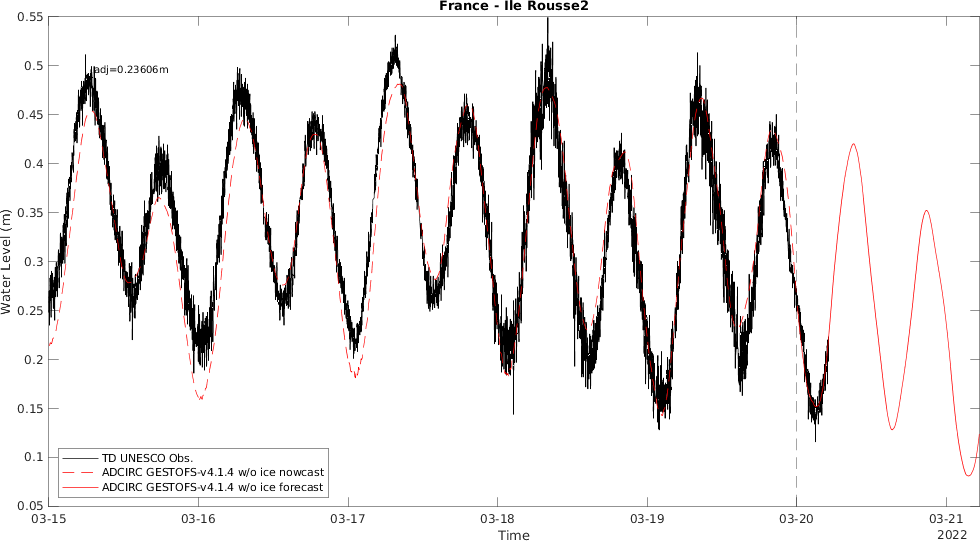 France - Ile Rousse2
0.55
0.5
0.45
0.4
0.35
0.3
0.25
0.2
0.15
0.1
0.05
Water Level (m)
adj=0.23606m
TD UNESCO Obs.
ADCIRC GESTOFS-v4.1.4 w/o ice nowcast
ADCIRC GESTOFS-v4.1.4 w/o ice forecast
03-15 03-16 03-17 03-18 03-19 03-20 03-21
2022
Time